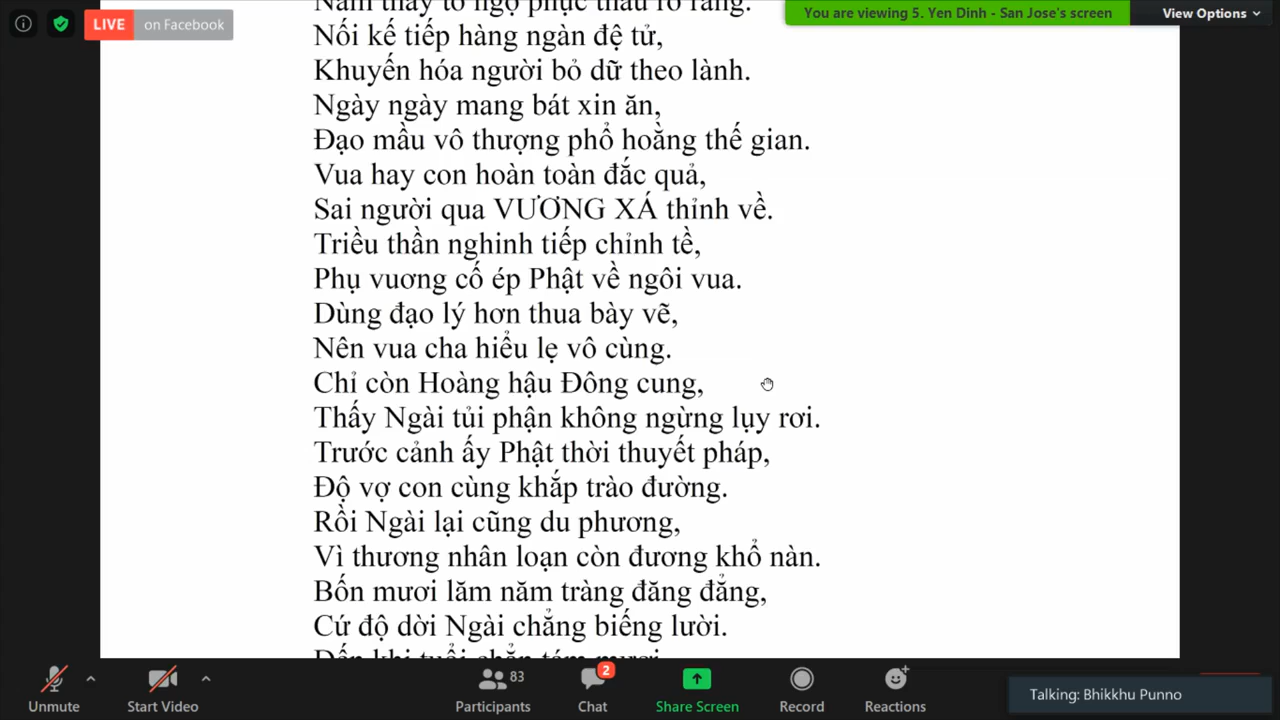 LIVE on Facebook
You are viewing 5. Yen Dinh - San Jose's screen
View Options
Nối kế tiếp hàng ngàn đệ tử,
Khuyến hóa người bỏ dữ theo lành.
Ngày ngày mang bát xin ăn,
Đạo mầu vô thượng phổ hoằng thế gian.
Vua hay con hoàn toàn đắc quả,
Sai người qua VƯƠNG XÁ thỉnh về.
Triều thần nghinh tiếp chỉnh tề,
Phụ vương cố ép Phật về ngôi vua.
Dùng đạo lý hơn thua bày vẽ,
Nên vua cha hiểu lẹ vô cùng.
Chỉ còn Hoàng hậu Đông cung,
Thấy Ngài tủi phận không ngừng lụy rơi.
Trước cảnh ấy Phật thời thuyết pháp,
Độ vợ con cùng khắp trào đường.
Rồi Ngài lại cũng du phương,
Vì thương nhân loạn còn đương khổ nàn.
Bốn mươi lăm năm tràng đăng đẳng,
Cứ độ dời Ngài chẳng biếng lười.
Unmute
Start Video
Participants 83
Chat 2
Share Screen
Record
Reactions
Talking: Bhikkhu Punno